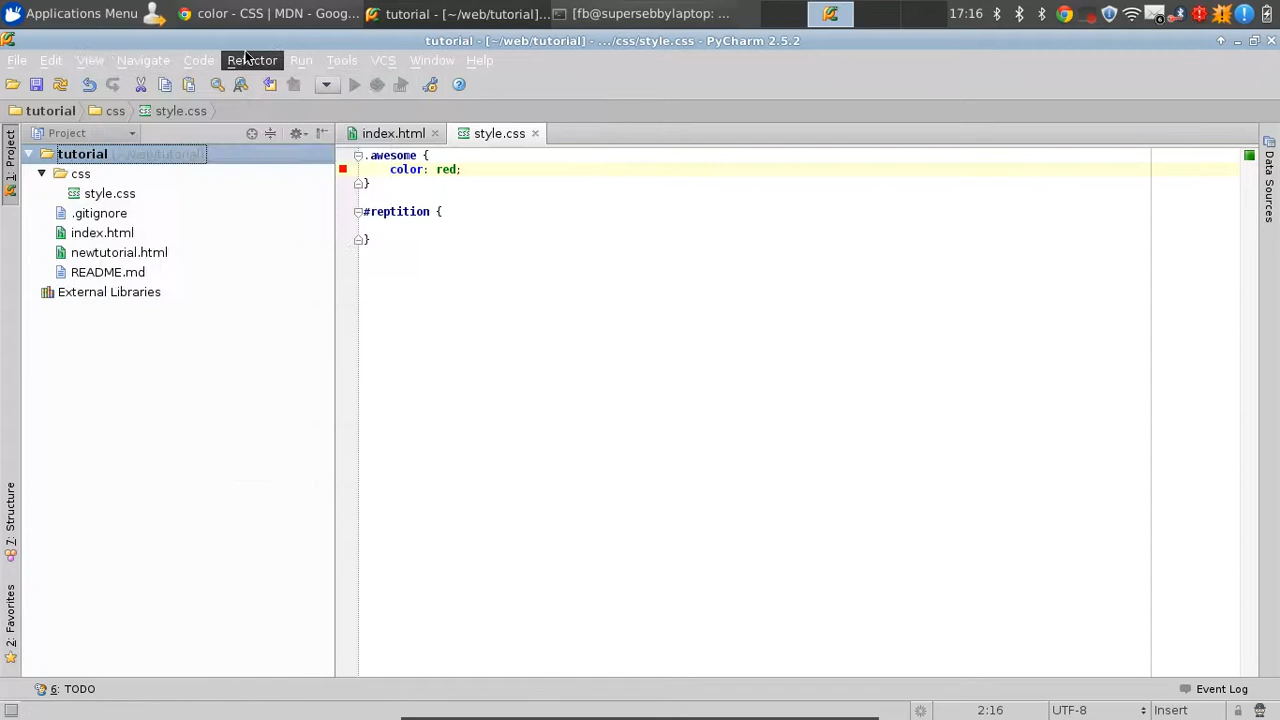 Applications Menu
color - CSS | MDN - Goog...
tutorial - [~/web/tutorial]...
[fb@supersebbylaptop: ...
17:16
tutorial - [~/web/tutorial] - .../css/style.css - PyCharm 2.5.2
File Edit View Navigate Code Refactor Run Tools VCS Window Help
tutorial css style.css
1: Project
Project
index.html
style.css
tutorial (~/web/tutorial)
css
style.css
.gitignore
index.html
newtutorial.html
README.md
External Libraries
.awesome {
color: red;
}
#reptition {
}
Data Sources
7: Structure
2: Favorites
6: TODO
Event Log
2:16
UTF-8
Insert